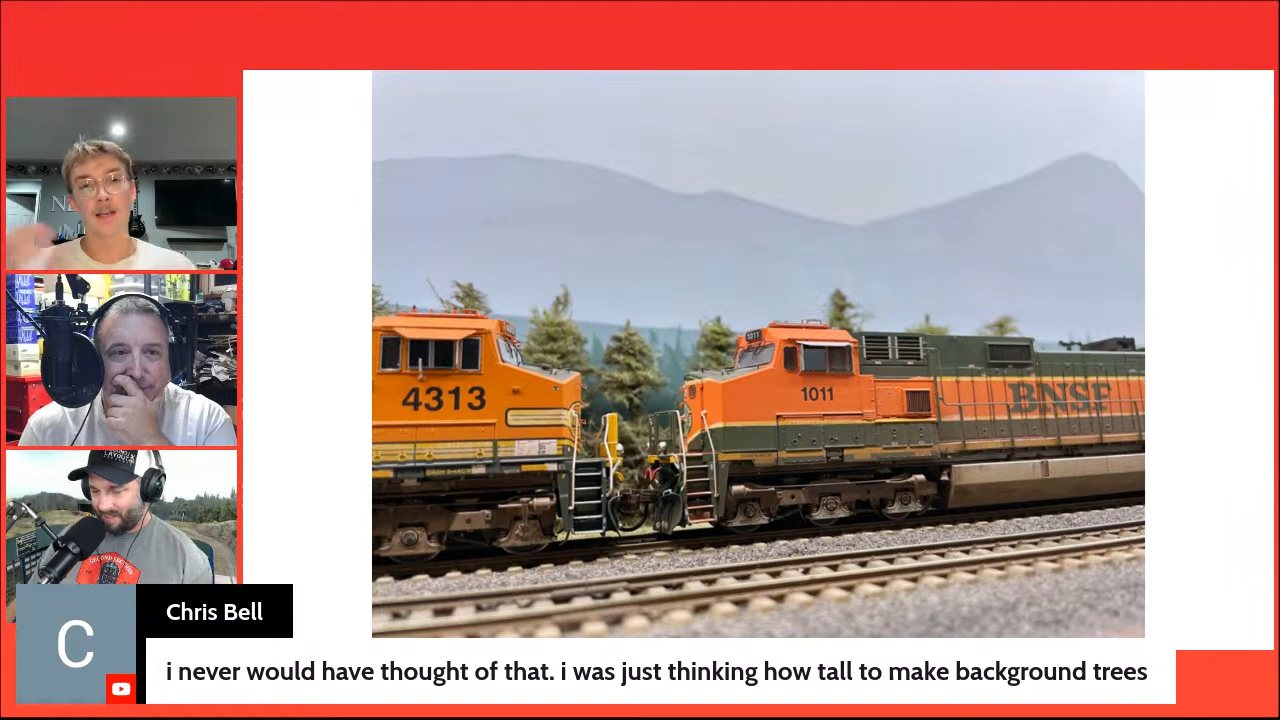 4313
1011
1011
BNSF
Chris Bell
C
i never would have thought of that. i was just thinking how tall to make background trees